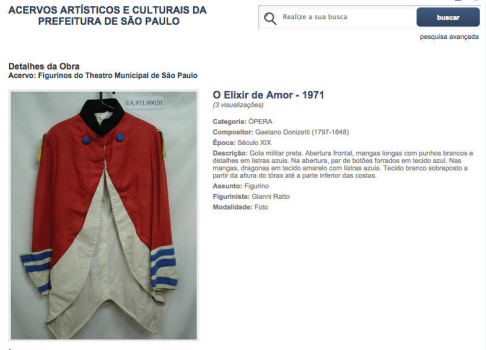 ACERVOS ARTÍSTICOS E CULTURAIS DA
PREFEITURA DE SÃO PAULO
Realize a sua busca
buscar
pesquisa avançada
Detalhes da Obra
Acervo: Figurinos do Theatro Municipal de São Paulo
EA.971.00020
O Elixir de Amor - 1971
(3 visualizações)
Categoria: ÓPERA
Compositor: Gaetano Donizetti (1797-1848)
Época: Século XIX
Descrição: Gola militar preta. Abertura frontal, mangas longas com punhos brancos e
detalhes em listras azuis. Na abertura, par de botões forrados em tecido azul. Nas
mangas, dragonas em tecido amarelo com listras azuis. Tecido branco sobreposto a
partir da altura do tórax até a parte inferior das costas.
Assunto: Figurino
Figurinista: Gianni Ratto
Modalidade: Foto